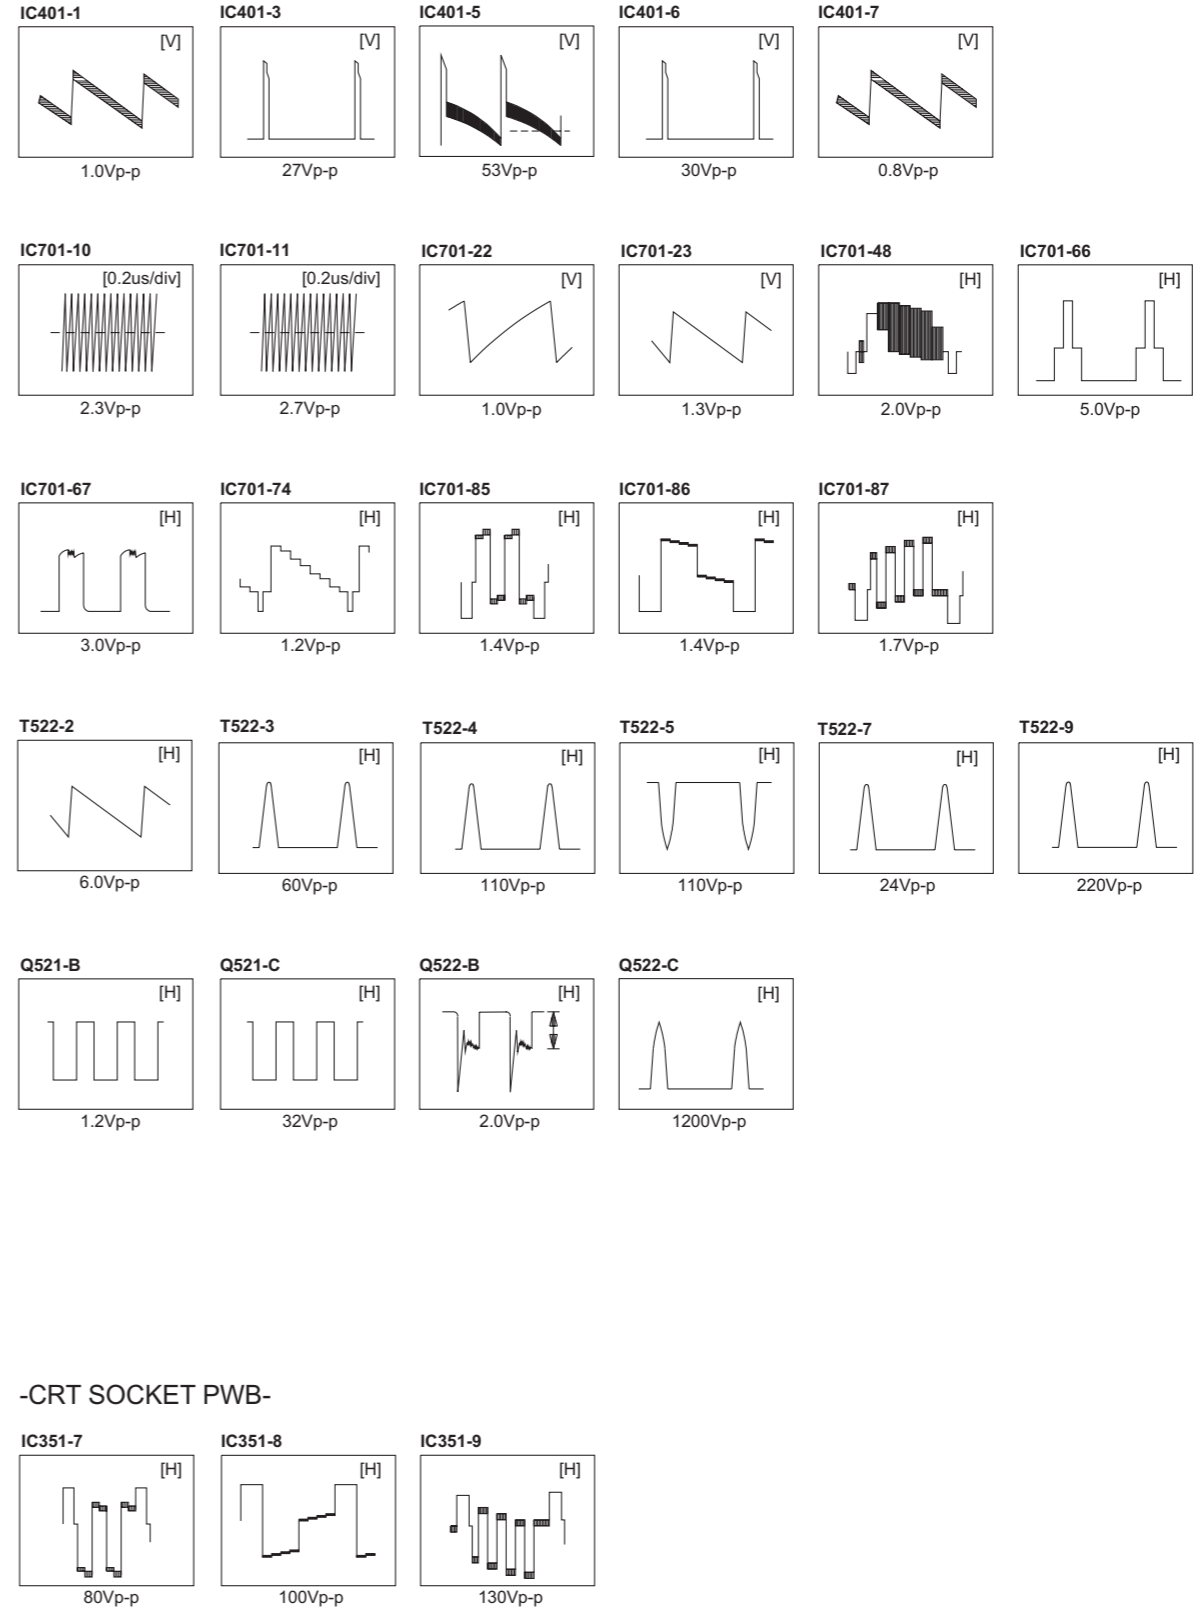 IC401-1 IC401-3 IC401-5 IC401-6 IC401-7
[V] [V] [V] [V] [V]
1.0Vp-p 27Vp-p 53Vp-p 30Vp-p 0.8Vp-p
IC701-10 IC701-11 IC701-22 IC701-23 IC701-48 IC701-66
[0.2us/div] [0.2us/div] [V] [V] [H] [H]
2.3Vp-p 2.7Vp-p 1.0Vp-p 1.3Vp-p 2.0Vp-p 5.0Vp-p
IC701-67 IC701-74 IC701-85 IC701-86 IC701-87
[H] [H] [H] [H] [H]
3.0Vp-p 1.2Vp-p 1.4Vp-p 1.4Vp-p 1.7Vp-p
T522-2 T522-3 T522-4 T522-5 T522-7 T522-9
[H] [H] [H] [H] [H] [H]
6.0Vp-p 60Vp-p 110Vp-p 110Vp-p 24Vp-p 220Vp-p
Q521-B Q521-C Q522-B Q522-C
[H] [H] [H] [H]
1.2Vp-p 32Vp-p 2.0Vp-p 1200Vp-p
-CRT SOCKET PWB-
IC351-7 IC351-8 IC351-9
[H] [H] [H]
80Vp-p 100Vp-p 130Vp-p